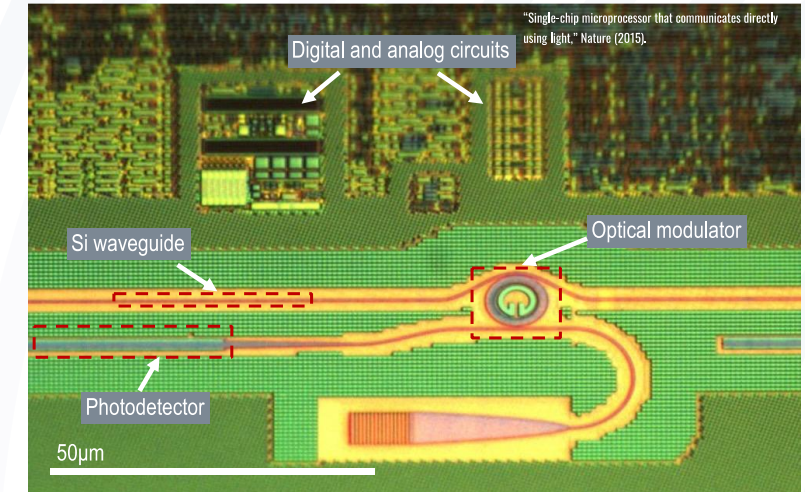 “Single-chip microprocessor that communicates directly
using light,” Nature (2015).
Digital and analog circuits
Si waveguide
Optical modulator
Photodetector
50µm